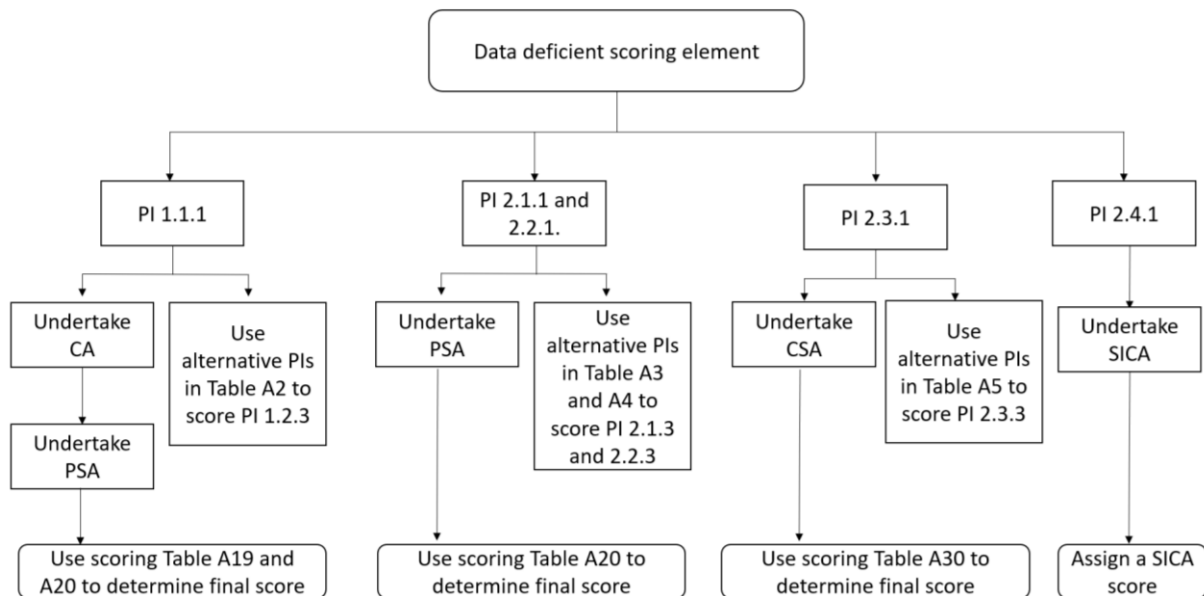 Data deficient scoring element
PI 1.1.1
PI 2.1.1 and
2.2.1.
PI 2.3.1
PI 2.4.1
Undertake
CA
Use
alternative PIs
in Table A2 to
score PI 1.2.3
Undertake
PSA
Undertake
PSA
Use
alternative PIs
in Table A3
and A4 to
score PI 2.1.3
and 2.2.3
Undertake
CSA
Use
alternative PIs
in Table A5 to
score PI 2.3.3
Undertake
SICA
Use scoring Table A19 and
A20 to determine final score
Use scoring Table A20 to
determine final score
Use scoring Table A30 to
determine final score
Assign a SICA
score